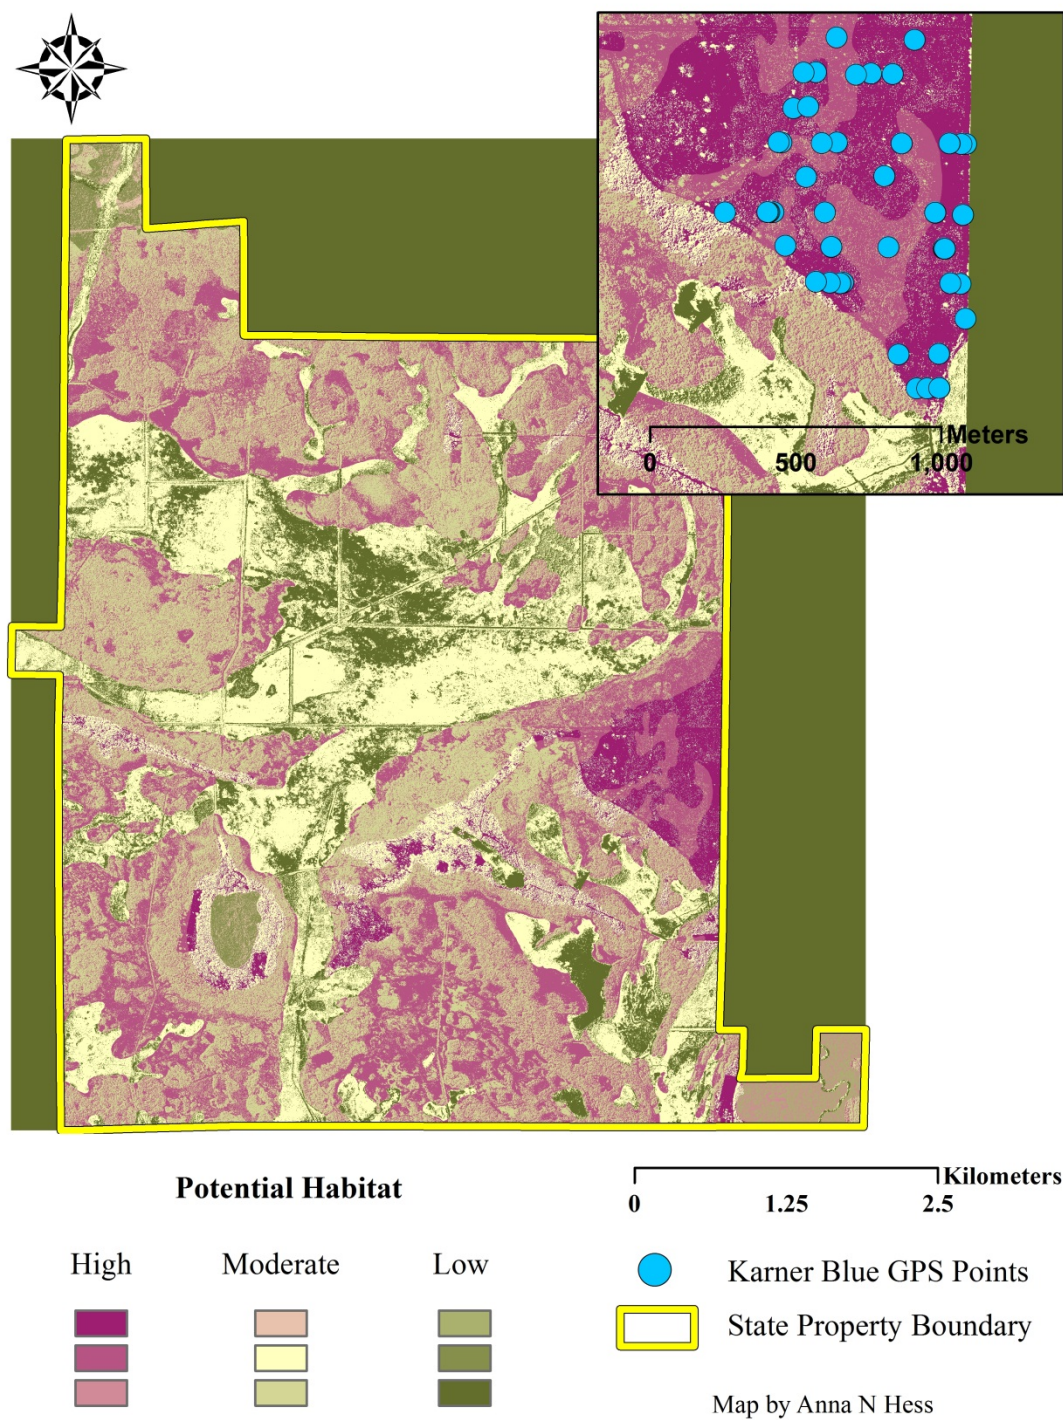 Meters
0 500 1,000
Potential Habitat
High Moderate Low
Kilometers
0 1.25 2.5
Karner Blue GPS Points
State Property Boundary
Map by Anna N Hess